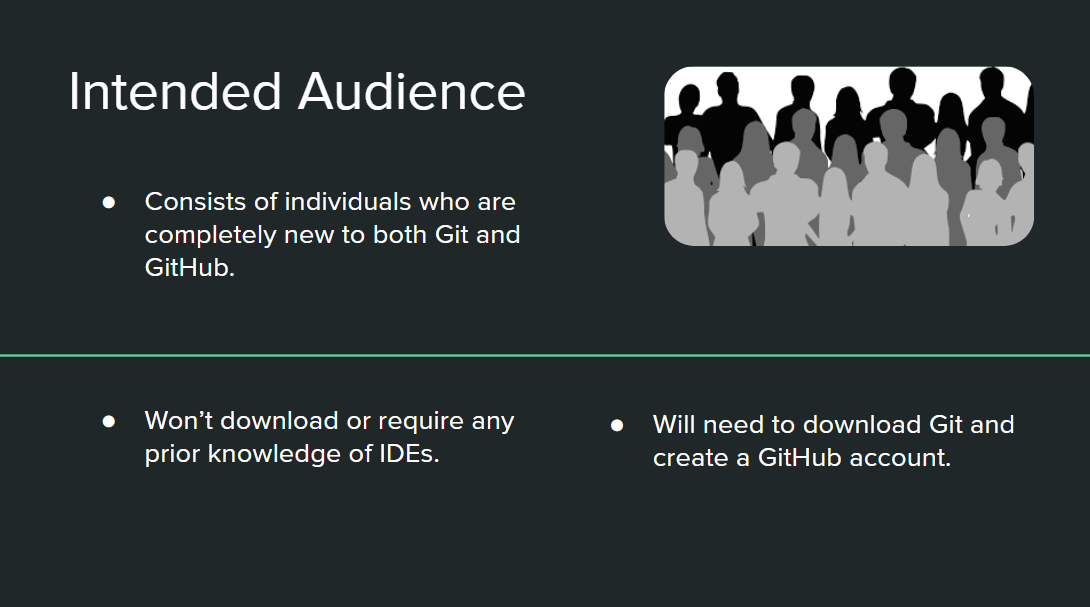 Intended Audience
● Consists of individuals who are
completely new to both Git and
GitHub.
● Won’t download or require any
prior knowledge of IDEs.
● Will need to download Git and
create a GitHub account.